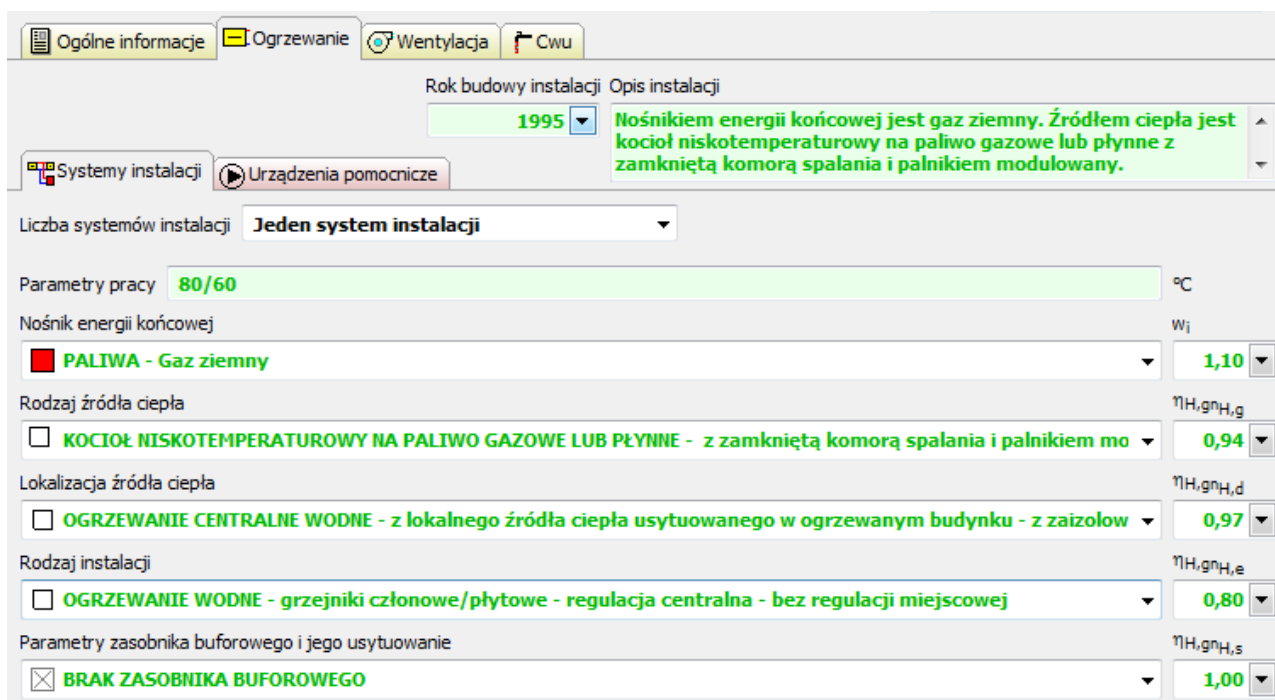 Ogólne informacje Ogrzewanie Wentylacja Cwu
Rok budowy instalacji Opis instalacji
1995 Nośnikiem energii końcowej jest gaz ziemny. Źródłem ciepła jest
kocioł niskotemperaturowy na paliwo gazowe lub płynne z
zamkniętą komorą spalania i palnikiem modulowany.
Systemy instalacji Urządzenia pomocnicze
Liczba systemów instalacji Jeden system instalacji
Parametry pracy 80/60 ºC
Nośnik energii końcowej wi
PALIWA - Gaz ziemny 1,10
Rodzaj źródła ciepła ηH,gnH,g
KOCIOŁ NISKOTEMPERATUROWY NA PALIWO GAZOWE LUB PŁYNNE - z zamkniętą komorą spalania i palnikiem mo 0,94
Lokalizacja źródła ciepła ηH,gnH,d
OGRZEWANIE CENTRALNE WODNE - z lokalnego źródła ciepła usytuowanego w ogrzewanym budynku - z zaizolow 0,97
Rodzaj instalacji ηH,gnH,e
OGRZEWANIE WODNE - grzejniki członowe/płytowe - regulacja centralna - bez regulacji miejscowej 0,80
Parametry zasobnika buforowego i jego usytuowanie ηH,gnH,s
BRAK ZASOBNIKA BUFOROWEGO 1,00